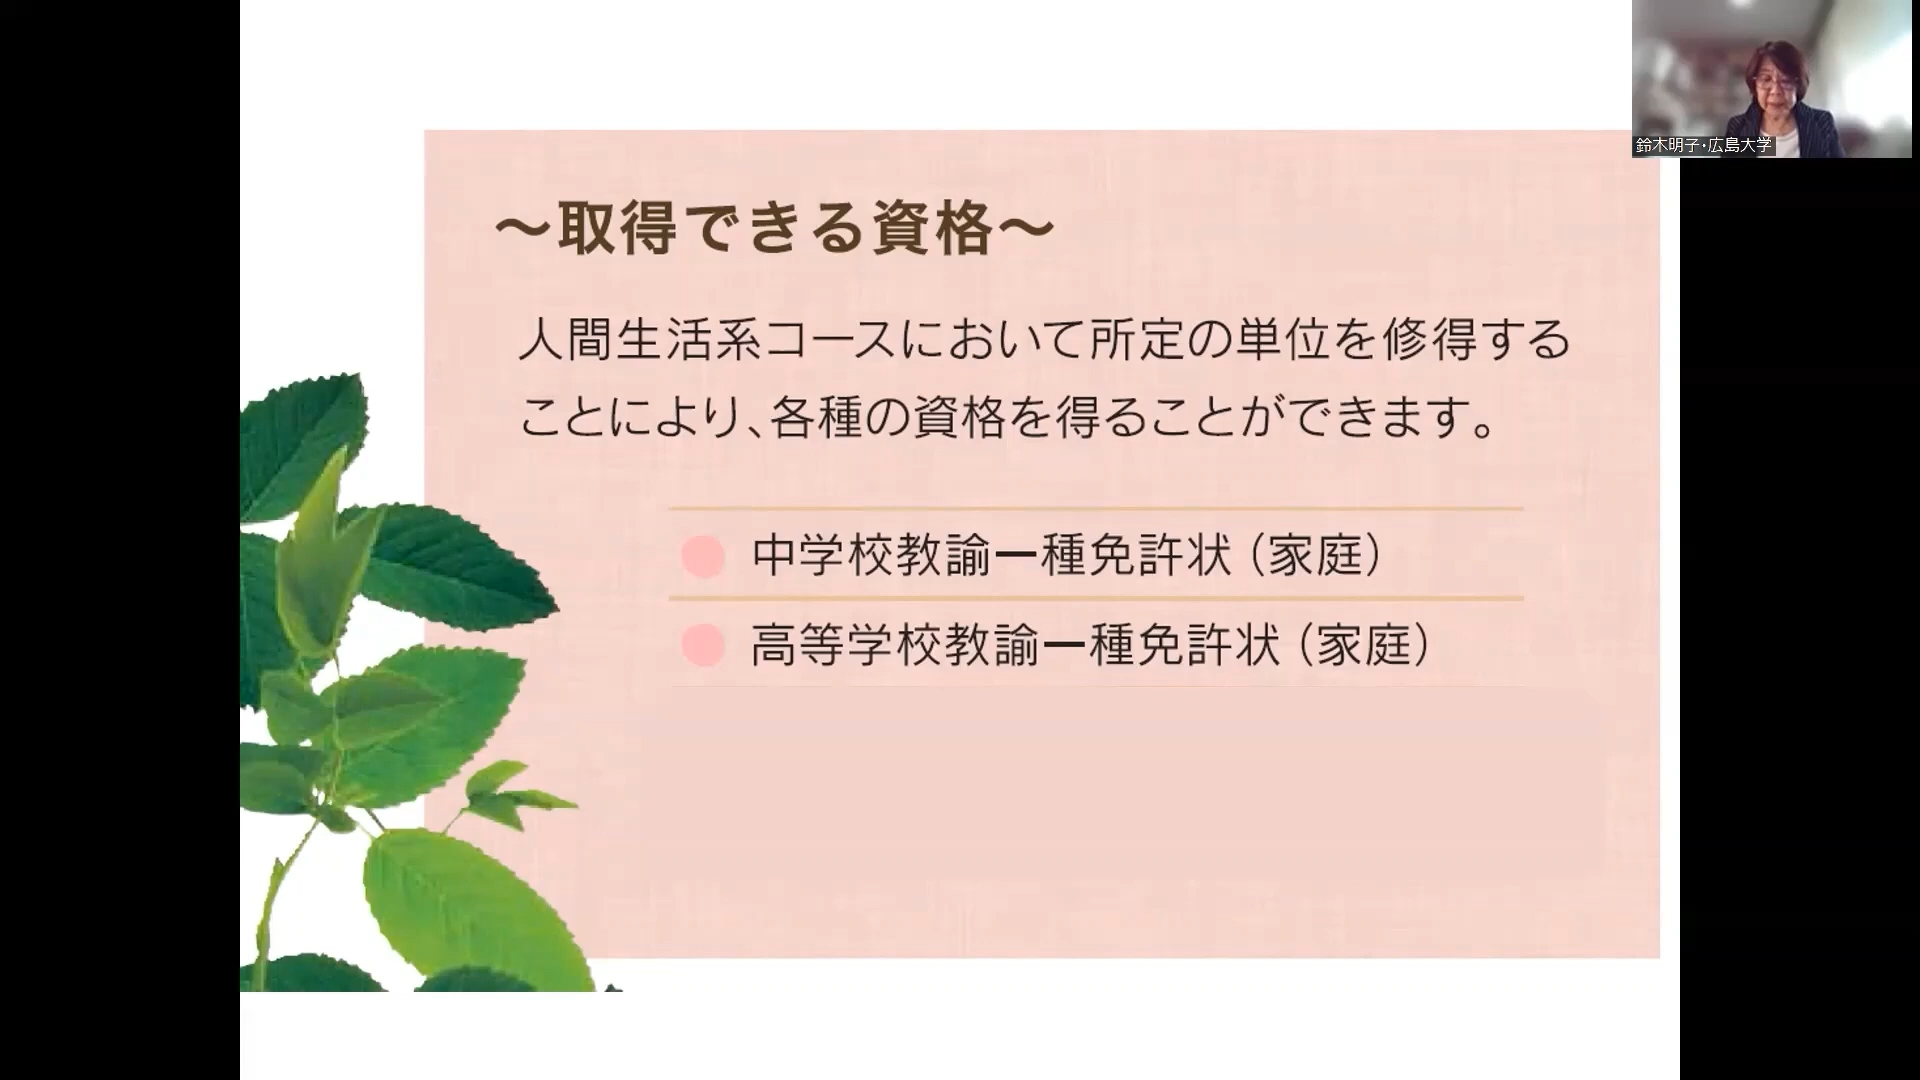 ～取得できる資格～
人間生活系コースにおいて所定の単位を修得する
ことにより、各種の資格を得ることができます。
中学校教諭一種免許状（家庭）
高等学校教諭一種免許状（家庭）
鈴木明子・広島大学